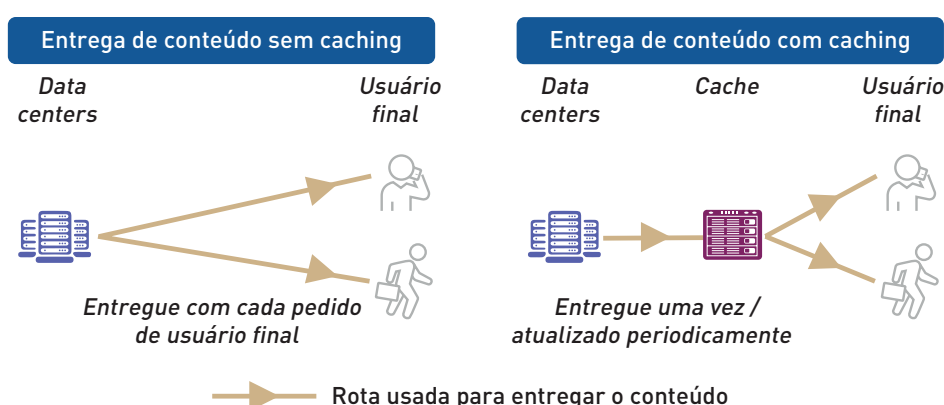 Entrega de conteúdo sem caching
Data
centers
Usuário
final
Entregue com cada pedido
de usuário final
Entrega de conteúdo com caching
Data
centers
Cache
Usuário
final
Entregue uma vez /
atualizado periodicamente
Rota usada para entregar o conteúdo